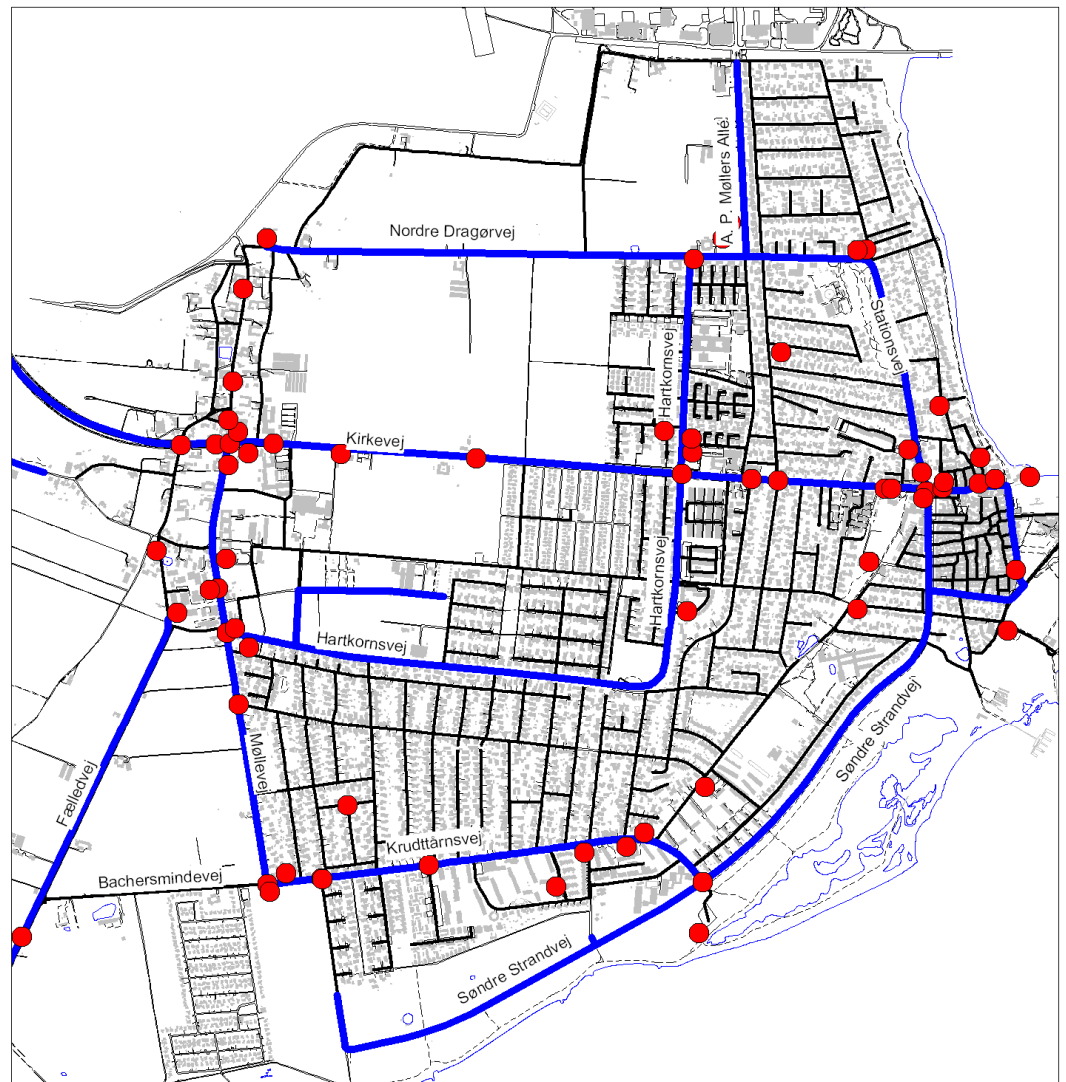 A. P. Møllers Allé
Nordre Dragørvej
Stationsvej
Hartkornsvej
Kirkevej
Hartkornsvej
Hartkornsvej
Møllevej
Søndre Strandvej
Fælledvej
Krudttårnsvej
Bachersmindevej
Søndre Strandvej